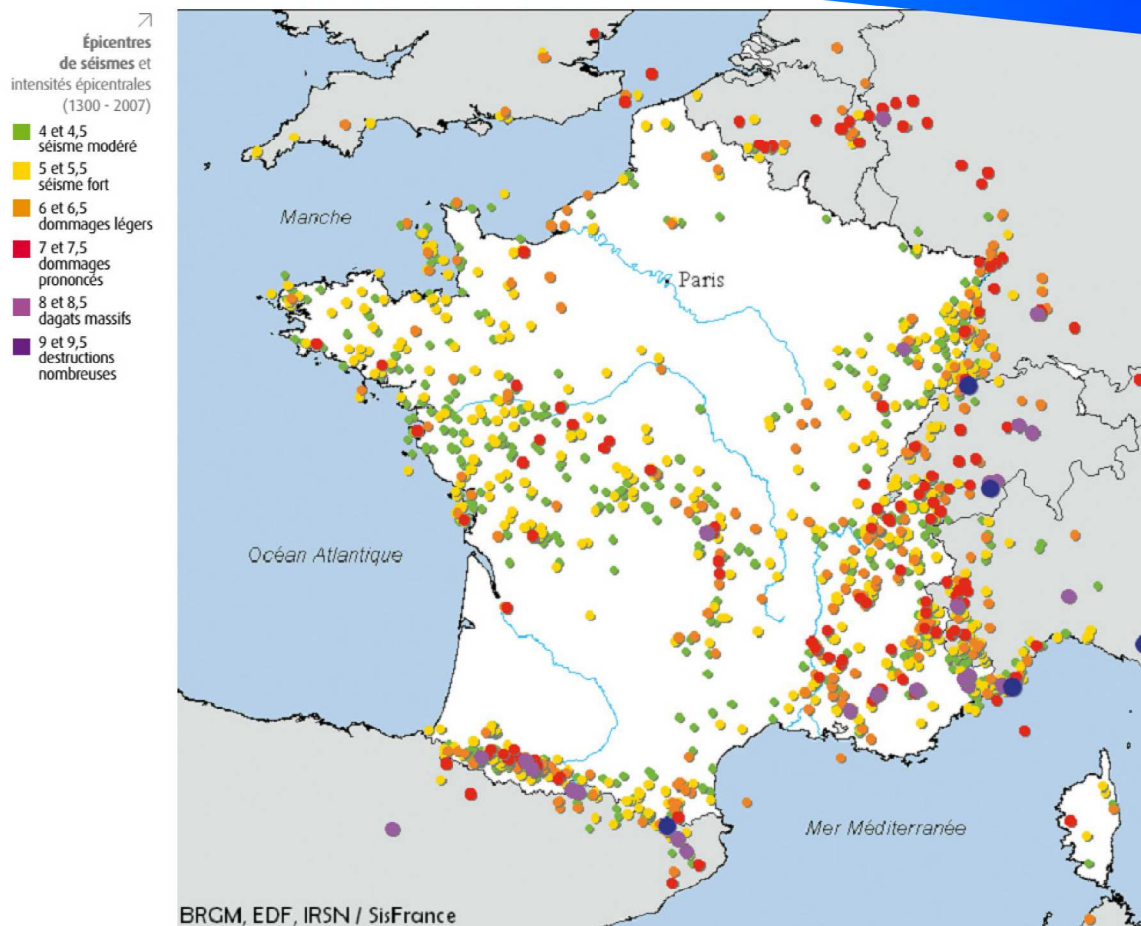 Épicentres
de séismes et
intensités épicentrales
(1300 - 2007)
4 et 4,5
séisme modéré
5 et 5,5
séisme fort
6 et 6,5
dommages légers
7 et 7,5
dommages
prononcés
8 et 8,5
dagats massifs
9 et 9,5
destructions
nombreuses
Manche
Paris
Océan Atlantique
Mer Méditerranée
BRGM, EDF, IRSN / SisFrance